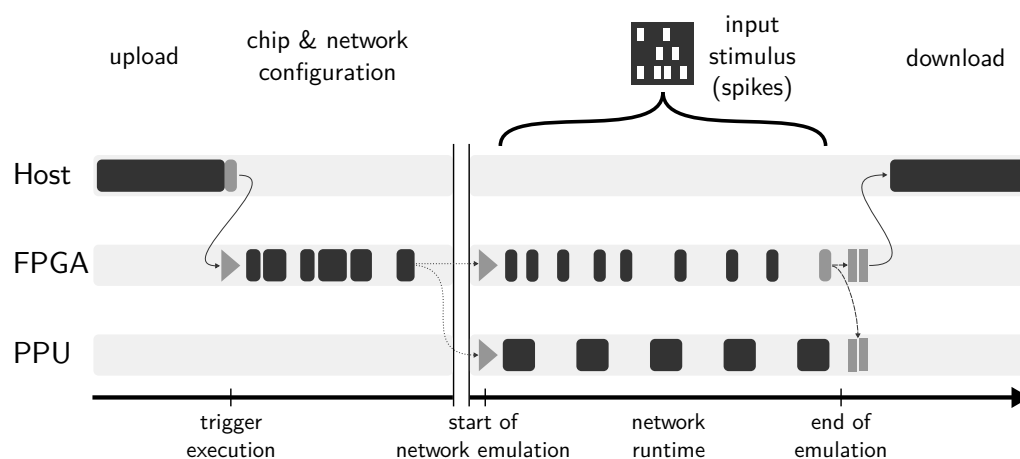 upload
chip & network
configuration
input
stimulus
(spikes)
download
Host
FPGA
PPU
trigger
execution
start of
network emulation
network
runtime
end of
emulation